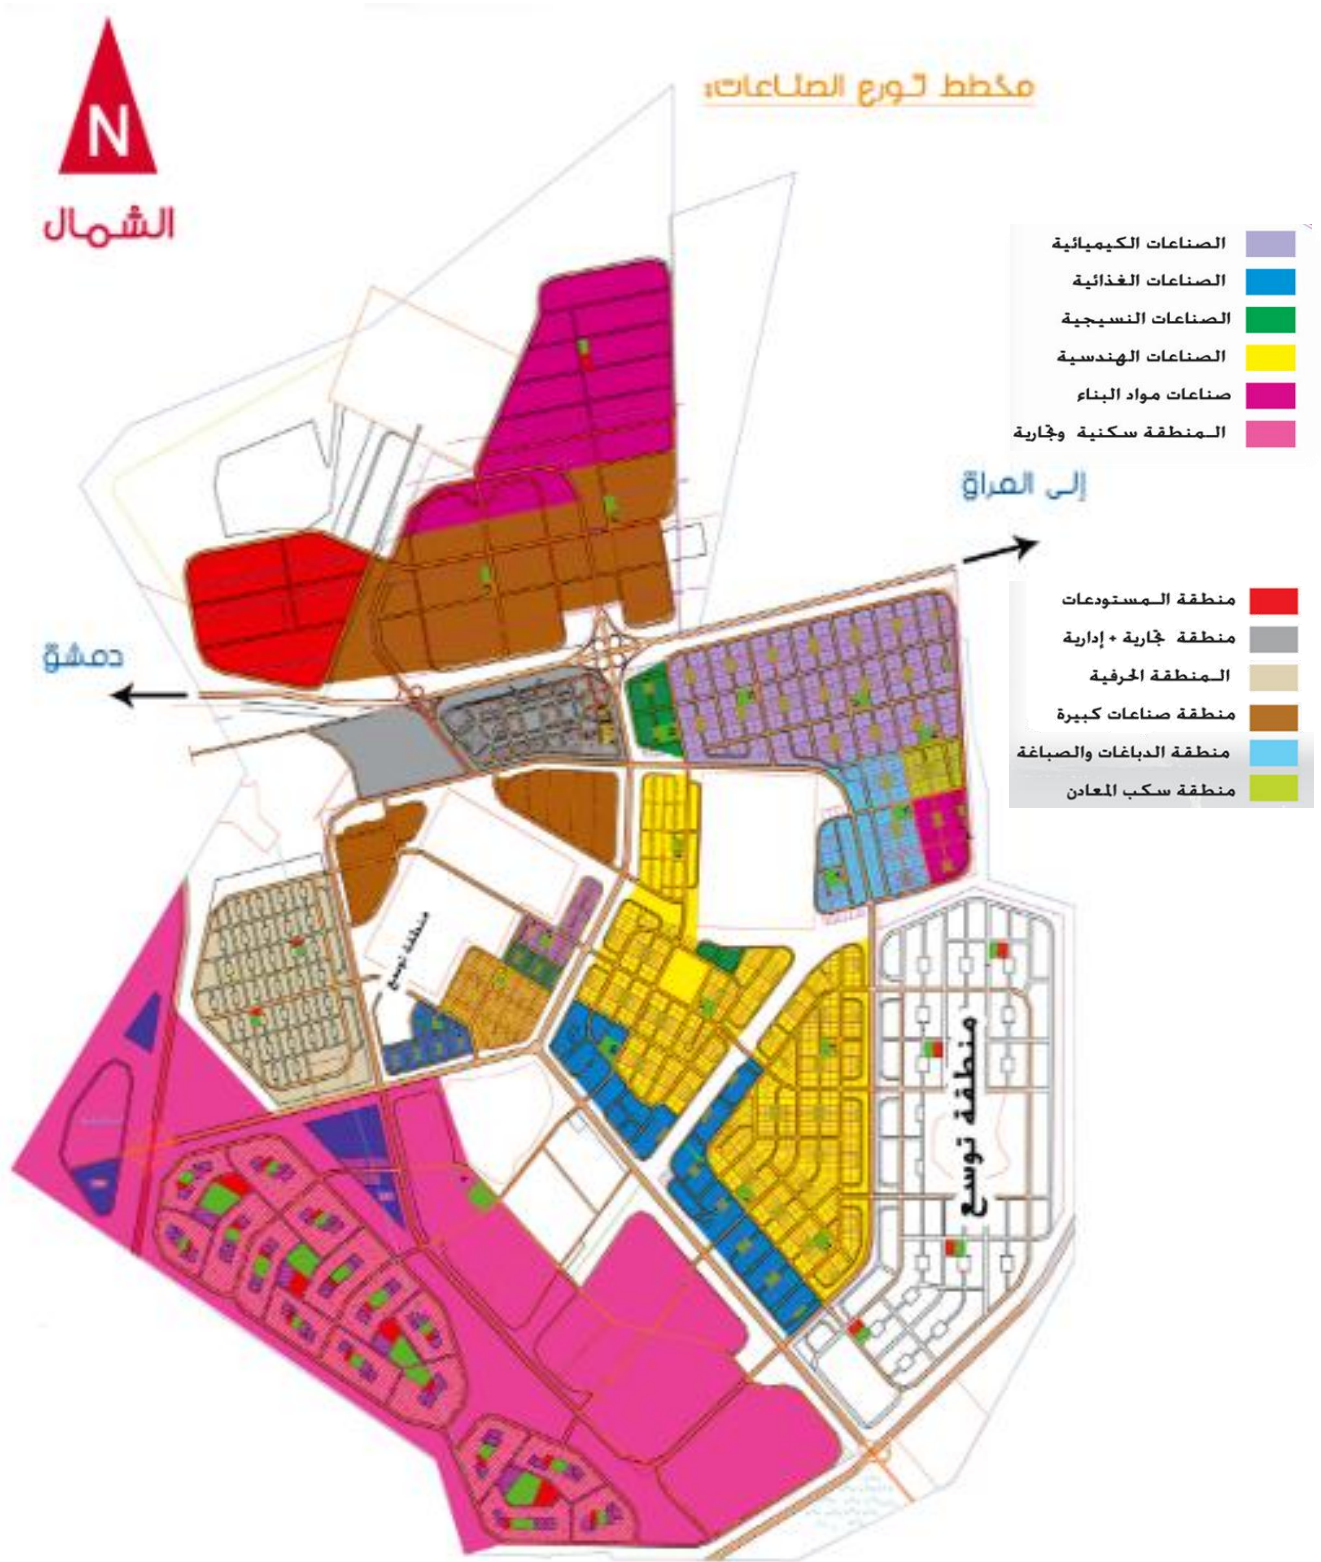 مخطط تورع الصناعات:
N
الشمال
الصناعات الكيميائية
الصناعات الغذائية
الصناعات النسيجية
الصناعات الهندسية
صناعات مواد البناء
المنطقة سكنية وتجارية
إلى العراق
منطقة المستودعات
منطقة تجارية + إدارية
المنطقة الحرفية
منطقة صناعات كبيرة
منطقة الدباغات والصباغة
منطقة سكب المعادن
دمشق
منطقة توسع
منطقة توسع